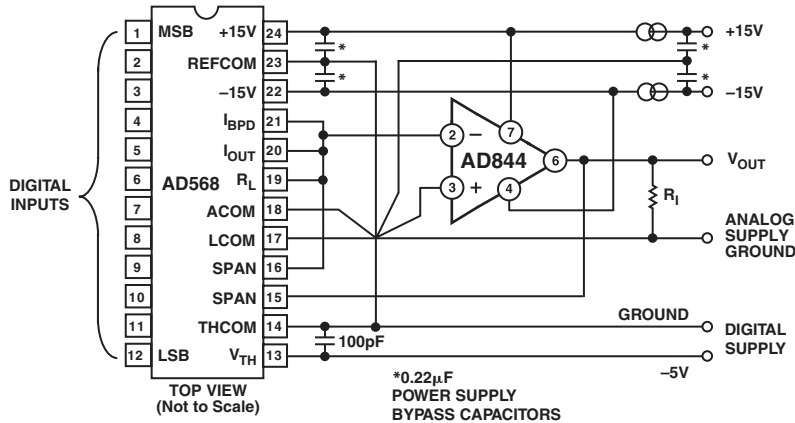 1 MSB +15V 24 +15V
2 REFCOM 23 * *
3 –15V 22 * * –15V
4 IBPD 21
5 IOUT 20 2 – 7
DIGITAL INPUTS
6 AD568 RL 19 AD844 6 VOUT
7 ACOM 18 3 + 4 RI
8 LCOM 17 ANALOG
SUPPLY
GROUND
9 SPAN 16
10 SPAN 15
11 THCOM 14 GROUND
100pF
DIGITAL
SUPPLY
12 LSB VTH 13 –5V
TOP VIEW
(Not to Scale)
*0.22µF
POWER SUPPLY
BYPASS CAPACITORS